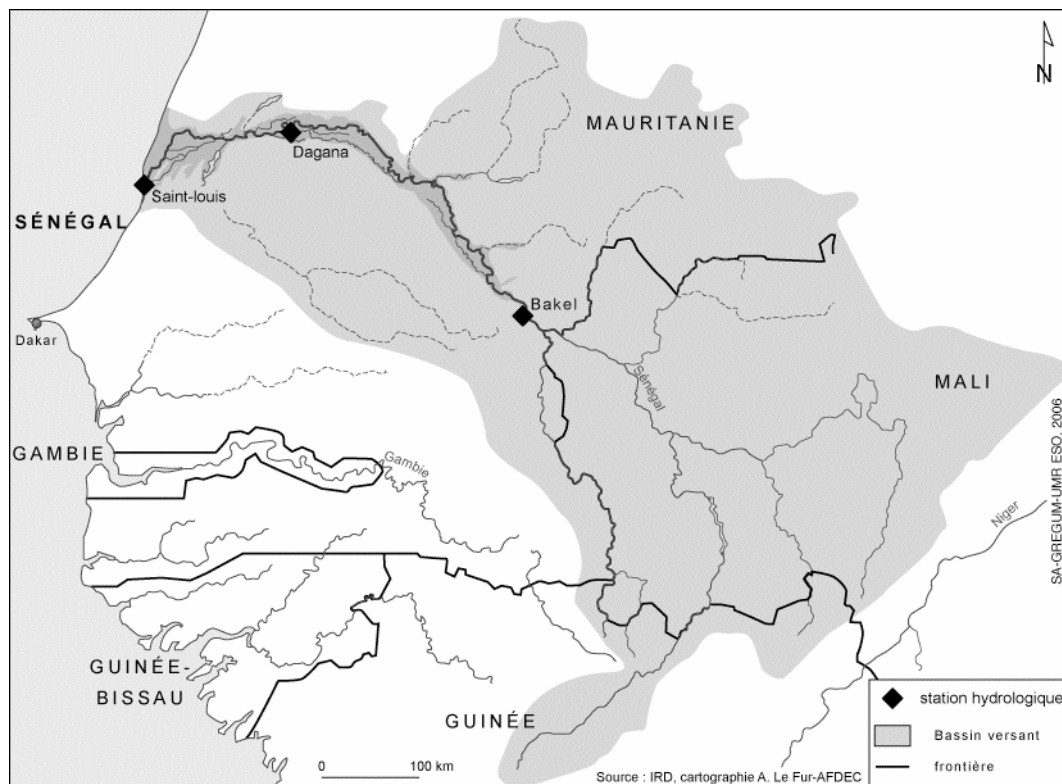 N
MAURITANIE
Dagana
Saint-louis
SÉNÉGAL
Bakel
Dakar
Sénégal
MALI
GAMBIE
Gambie
Niger
GUINÉE-
BISSAU
GUINÉE
station hydrologique
Bassin versant
frontière
0 100 km
Source : IRD, cartographie A. Le Fur-AFDEC
SA-GREGUM-UMR ESO, 2006